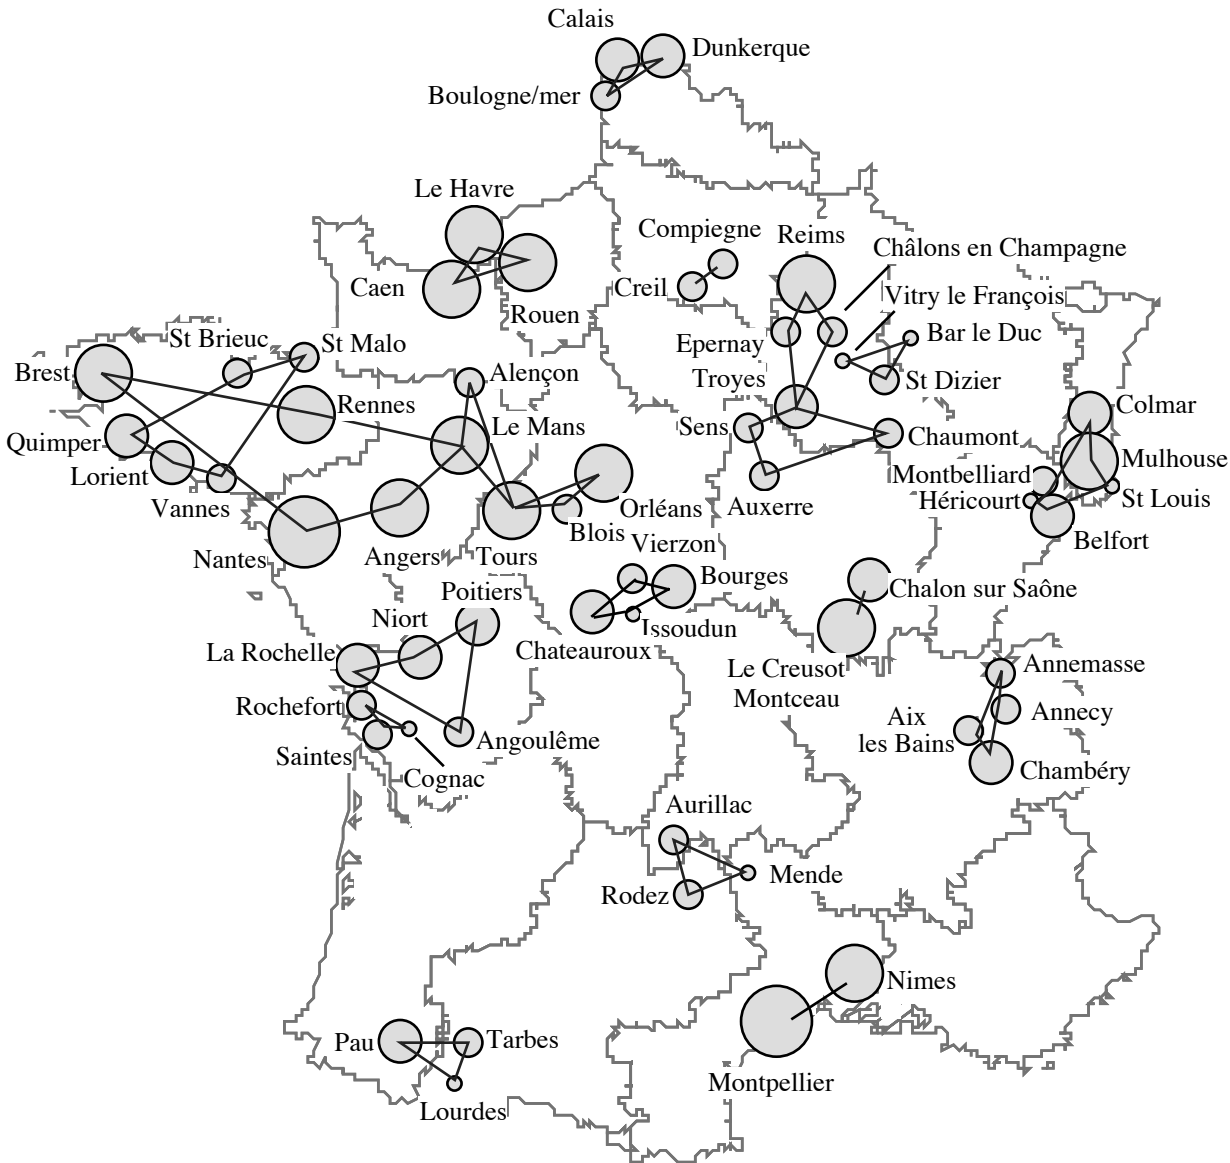 Calais
Dunkerque
Boulogne/mer
Le Havre
Compiegne
Reims
Châlons en Champagne
Caen
Creil
Vitry le François
Rouen
St Brieuc
St Malo
Epernay
Bar le Duc
Brest
Alençon
Troyes
St Dizier
Rennes
Colmar
Quimper
Le Mans
Sens
Chaumont
Lorient
Montbelliard
Mulhouse
Vannes
Orléans
Auxerre
Héricourt
St Louis
Nantes
Angers
Tours
Blois
Vierzon
Belfort
Poitiers
Bourges
Chalon sur Saône
Niort
Issoudun
La Rochelle
Chateauroux
Le Creusot
Montceau
Annemasse
Rochefort
Annecy
Aix
les Bains
Saintes
Angoulême
Cognac
Chambéry
Aurillac
Rodez
Mende
Nimes
Pau
Tarbes
Montpellier
Lourdes